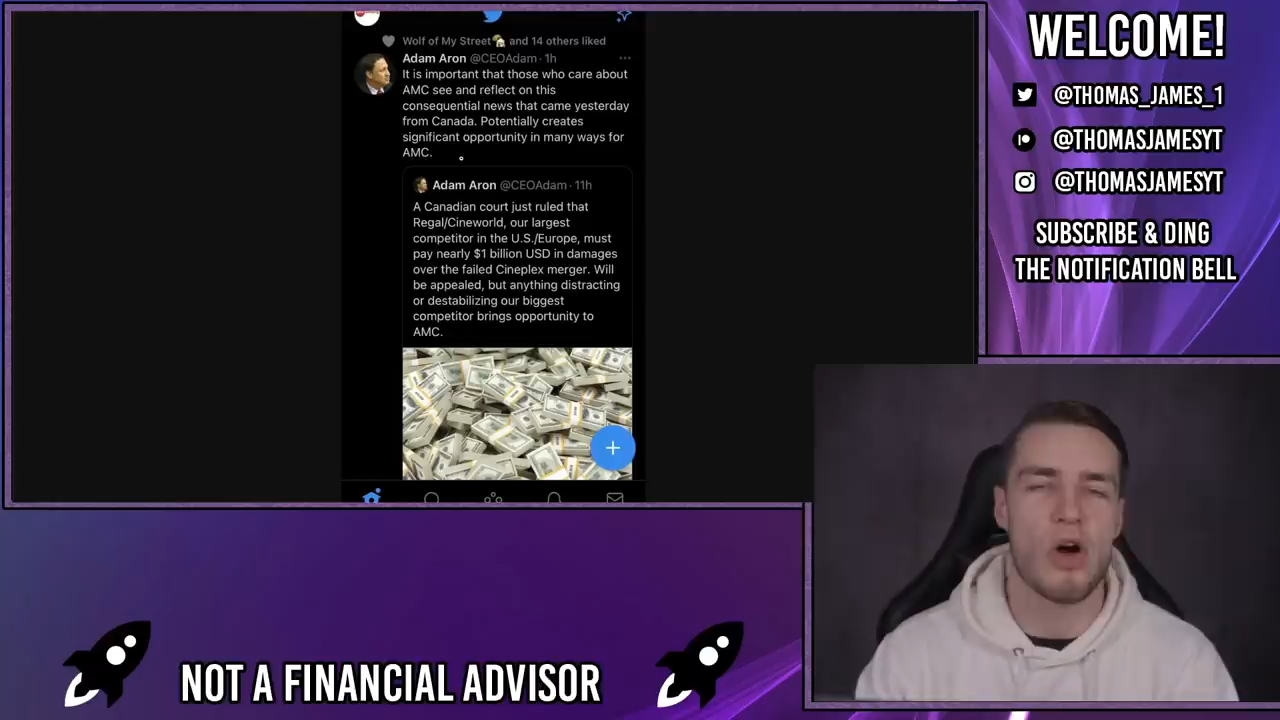 Wolf of My Street and 14 others liked
Adam Aron @CEOAdam · 1h
It is important that those who care about
AMC see and reflect on this
consequential news that came yesterday
from Canada. Potentially creates
significant opportunity in many ways for
AMC.
Adam Aron @CEOAdam · 11h
A Canadian court just ruled that
Regal/Cineworld, our largest
competitor in the U.S./Europe, must
pay nearly $1 billion USD in damages
over the failed Cineplex merger. Will
be appealed, but anything distracting
or destabilizing our biggest
competitor brings opportunity to
AMC.
WELCOME!
@THOMAS_JAMES_1
@THOMASJAMESYT
@THOMASJAMESYT
SUBSCRIBE & DING
THE NOTIFICATION BELL
NOT A FINANCIAL ADVISOR